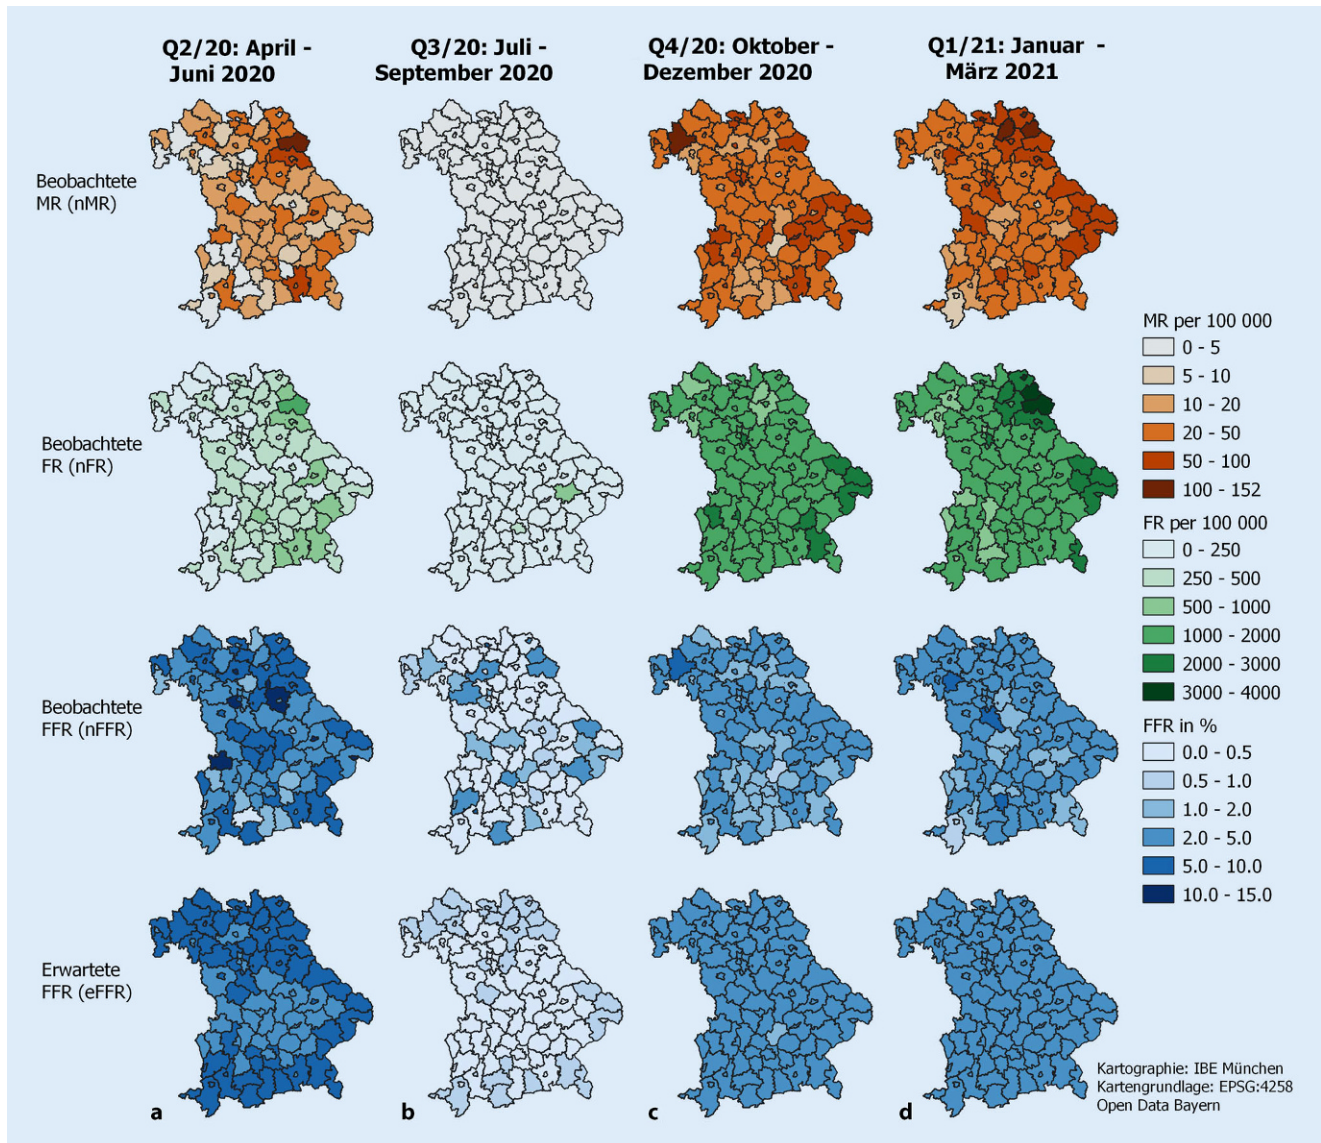 Q2/20: April -
Juni 2020
Q3/20: Juli -
September 2020
Q4/20: Oktober -
Dezember 2020
Q1/21: Januar -
März 2021
Beobachtete
MR (nMR)
Beobachtete
FR (nFR)
Beobachtete
FFR (nFFR)
Erwartete
FFR (eFFR)
MR per 100 000
0 - 5
5 - 10
10 - 20
20 - 50
50 - 100
100 - 152
FR per 100 000
0 - 250
250 - 500
500 - 1000
1000 - 2000
2000 - 3000
3000 - 4000
FFR in %
0.0 - 0.5
0.5 - 1.0
1.0 - 2.0
2.0 - 5.0
5.0 - 10.0
10.0 - 15.0
Kartographie: IBE München
Kartengrundlage: EPSG:4258
Open Data Bayern
a
b
c
d